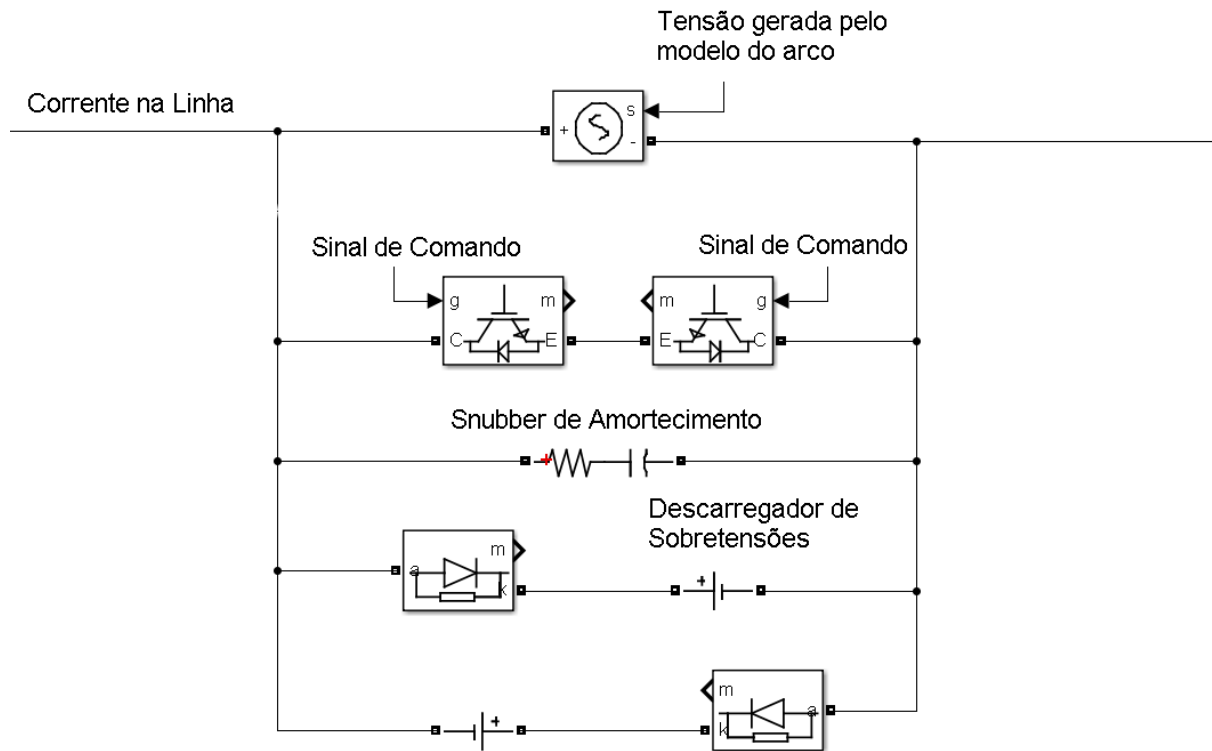 Tensão gerada pelo
modelo do arco
Corrente na Linha
s
+
-
Sinal de Comando
Sinal de Comando
g
m
m
g
C
E
E
C
Snubber de Amortecimento
+
Descarregador de
Sobretensões
m
a
k
+
m
a
k
+